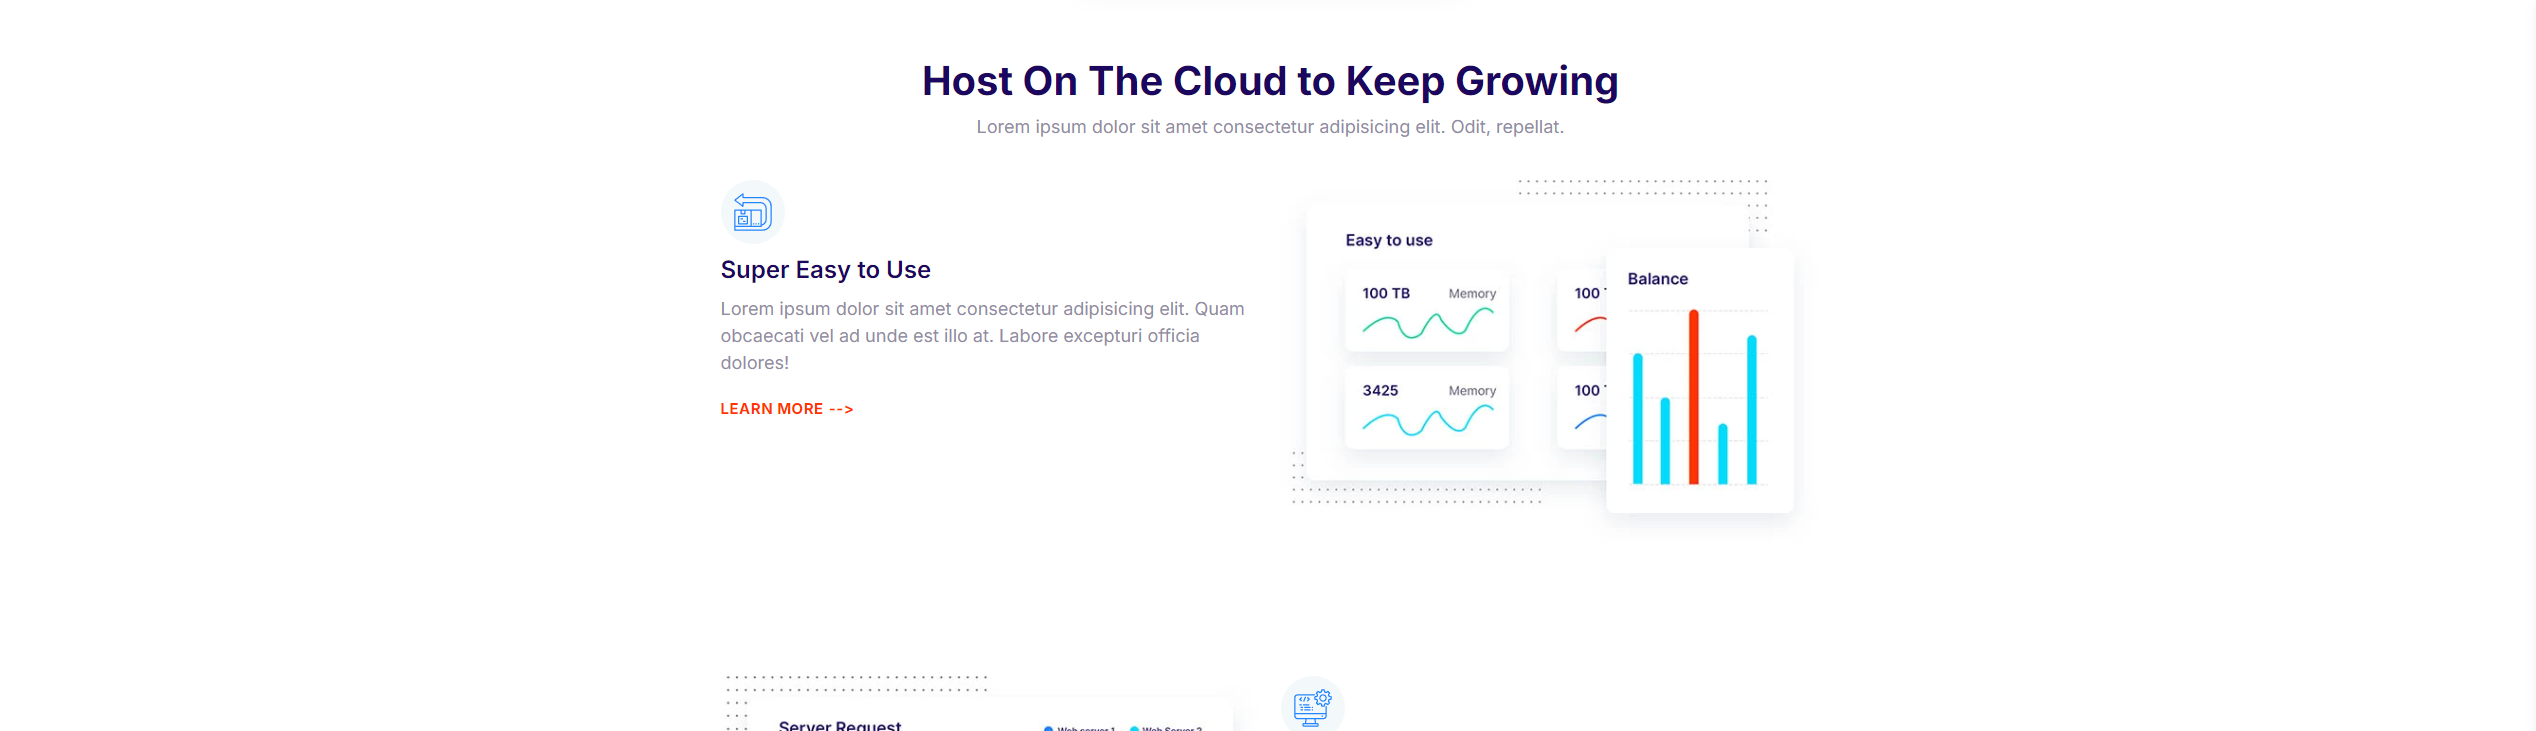 Host On The Cloud to Keep Growing
Lorem ipsum dolor sit amet consectetur adipisicing elit. Odit, repellat.
Super Easy to Use
Lorem ipsum dolor sit amet consectetur adipisicing elit. Quam
obcaecati vel ad unde est illo at. Labore excepturi officia
dolores!
LEARN MORE -->
Easy to use
100 TB Memory
100
3425 Memory
100
Balance
Server Request
Web server 1
Web Server 2